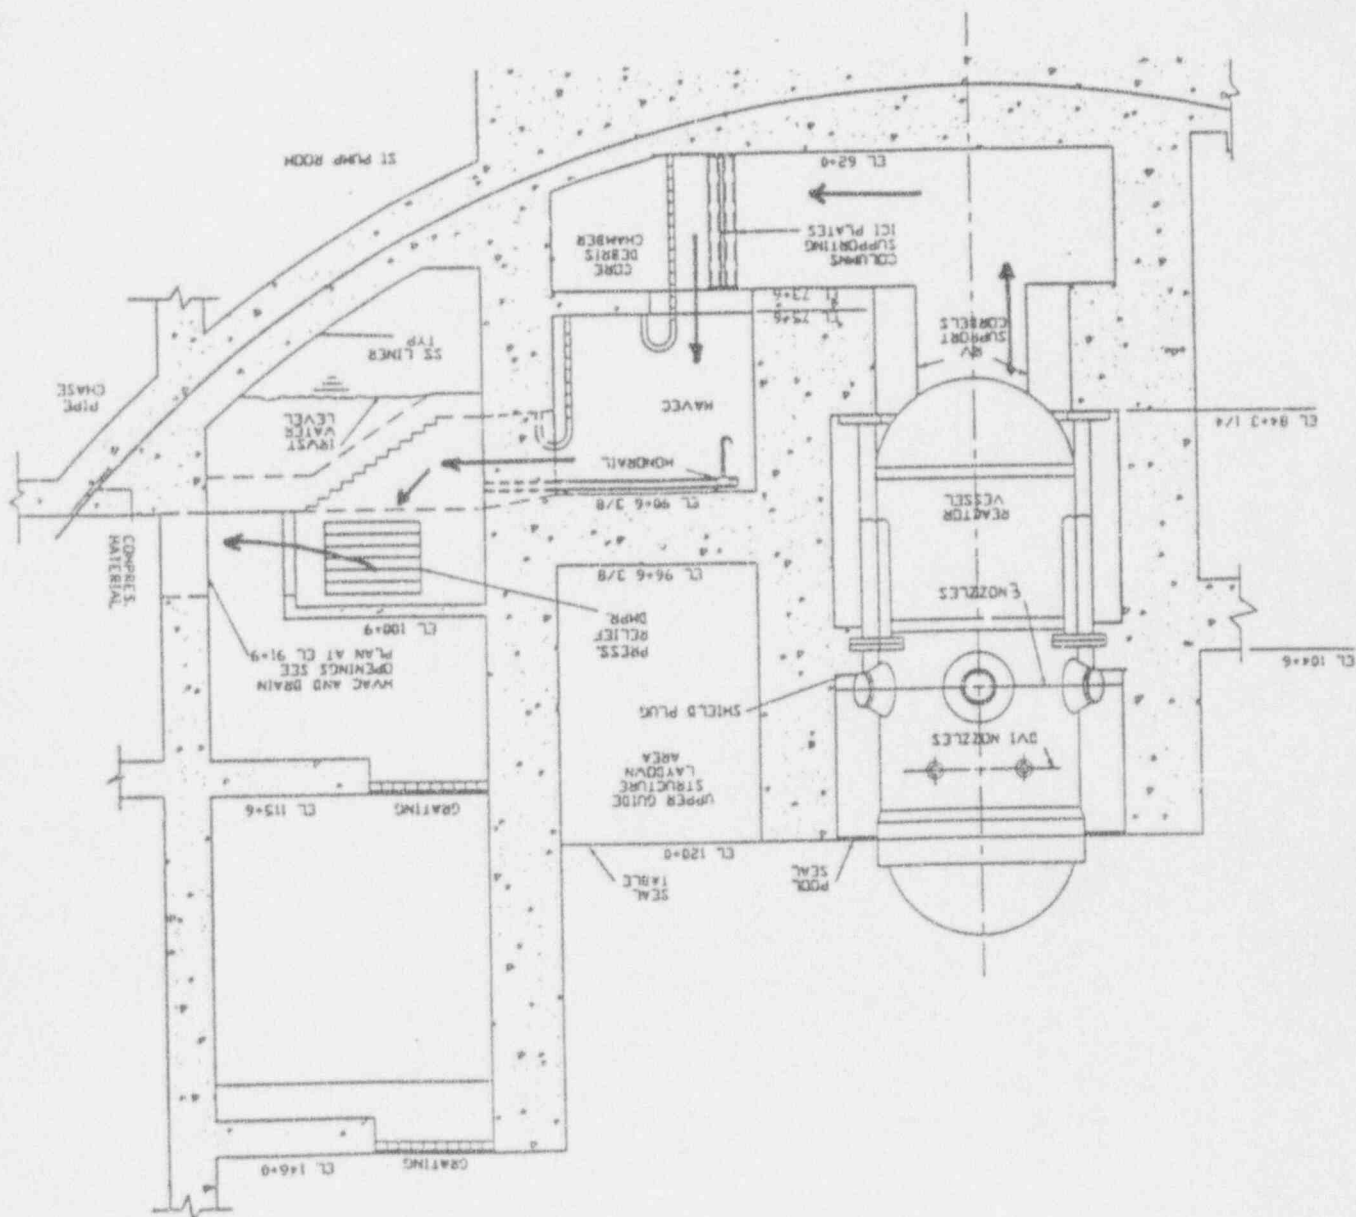 GRATING
EL 146+0
SEAL
TABLE
POOL
SEAL
EL 120+0
GRATING
EL 115+6
UPPER GUIDE
STRUCTURE
LAYDOWN
AREA
DVI NOZZLES
SHIELD PLUG
EL 104+6
HVAC AND DRAIN
OPENINGS SEE
PLAN AT EL 91+9
PRESS.
RELIEF
DMPR.
EL 100+9
℄ NOZZLES
EL 96+6 3/8
COMPRES.
MATERIAL
REACTOR
VESSEL
EL 90+6 3/8
MONORAIL
IRWST
WATER
LEVEL
EL 84+3 1/4
HAVEC
PIPE
CHASE
SS LINER
TYP
RV
SUPPORT
CORBELS
EL 75+6
EL 73+6
COLUMNS
SUPPORTING
ICI PLATES
CORE
DEBRIS
CHAMBER
EL 62+0
SI PUMP ROOM